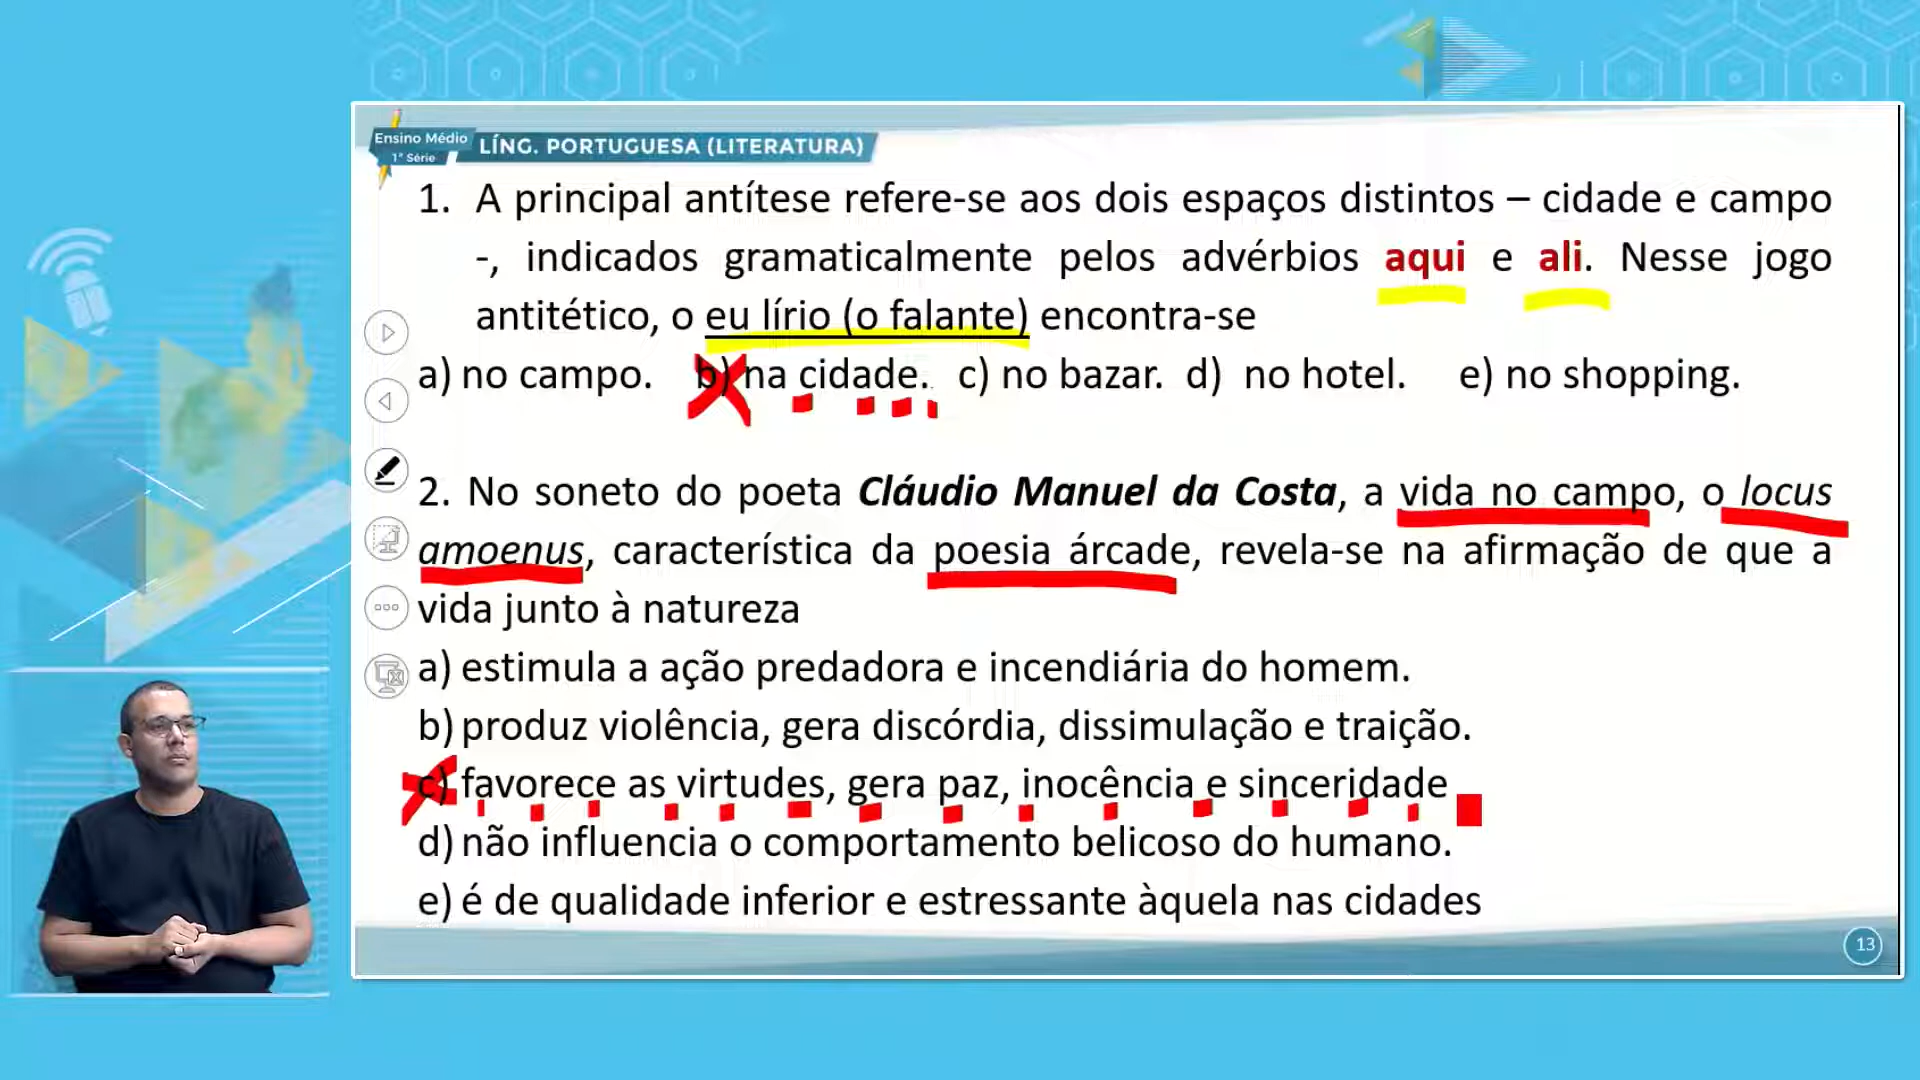 Ensino Médio
1ª Série
LÍNG. PORTUGUESA (LITERATURA)
1. A principal antítese refere-se aos dois espaços distintos – cidade e campo
-, indicados gramaticalmente pelos advérbios aqui e ali. Nesse jogo
antitético, o eu lírio (o falante) encontra-se
a) no campo. b) na cidade. c) no bazar. d) no hotel. e) no shopping.
2. No soneto do poeta Cláudio Manuel da Costa, a vida no campo, o locus
amoenus, característica da poesia árcade, revela-se na afirmação de que a
vida junto à natureza
a) estimula a ação predadora e incendiária do homem.
b) produz violência, gera discórdia, dissimulação e traição.
c) favorece as virtudes, gera paz, inocência e sinceridade
d) não influencia o comportamento belicoso do humano.
e) é de qualidade inferior e estressante àquela nas cidades
13